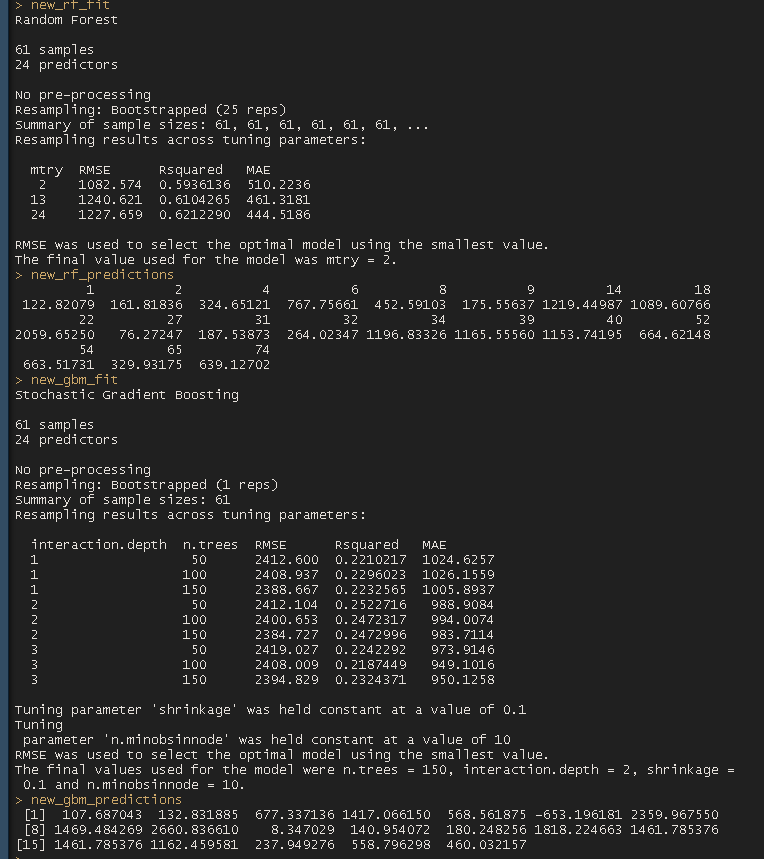 > new_rf_fit
Random Forest
61 samples
24 predictors
No pre-processing
Resampling: Bootstrapped (25 reps)
Summary of sample sizes: 61, 61, 61, 61, 61, 61, ...
Resampling results across tuning parameters:
mtry RMSE Rsquared MAE
2 1082.574 0.5936136 510.2236
13 1240.621 0.6104265 461.3181
24 1227.659 0.6212290 444.5186
RMSE was used to select the optimal model using the smallest value.
The final value used for the model was mtry = 2.
> new_rf_predictions
1 2 4 6 8 9 14 18
122.82079 161.81836 324.65121 767.75661 452.59103 175.55637 1219.44987 1089.60766
22 27 31 32 34 39 40 52
2059.65250 76.27247 187.53873 264.02347 1196.83326 1165.55560 1153.74195 664.62148
54 65 74
663.51731 329.93175 639.12702
> new_gbm_fit
Stochastic Gradient Boosting
61 samples
24 predictors
No pre-processing
Resampling: Bootstrapped (1 reps)
Summary of sample sizes: 61
Resampling results across tuning parameters:
interaction.depth n.trees RMSE Rsquared MAE
1 50 2412.600 0.2210217 1024.6257
1 100 2408.937 0.2296023 1026.1559
1 150 2388.667 0.2232565 1005.8937
2 50 2412.104 0.2522716 988.9084
2 100 2400.653 0.2472317 994.0074
2 150 2384.727 0.2472996 983.7114
3 50 2419.027 0.2242292 973.9146
3 100 2408.009 0.2187449 949.1016
3 150 2394.829 0.2324371 950.1258
Tuning parameter 'shrinkage' was held constant at a value of 0.1
Tuning
parameter 'n.minobsinnode' was held constant at a value of 10
RMSE was used to select the optimal model using the smallest value.
The final values used for the model were n.trees = 150, interaction.depth = 2, shrinkage =
0.1 and n.minobsinnode = 10.
> new_gbm_predictions
[1] 107.687043 132.831885 677.337136 1417.066150 568.561875 -653.196181 2359.967550
[8] 1469.484269 2660.836610 8.347029 140.954072 180.248256 1818.224663 1461.785376
[15] 1461.785376 1162.459581 237.949276 558.796298 460.032157